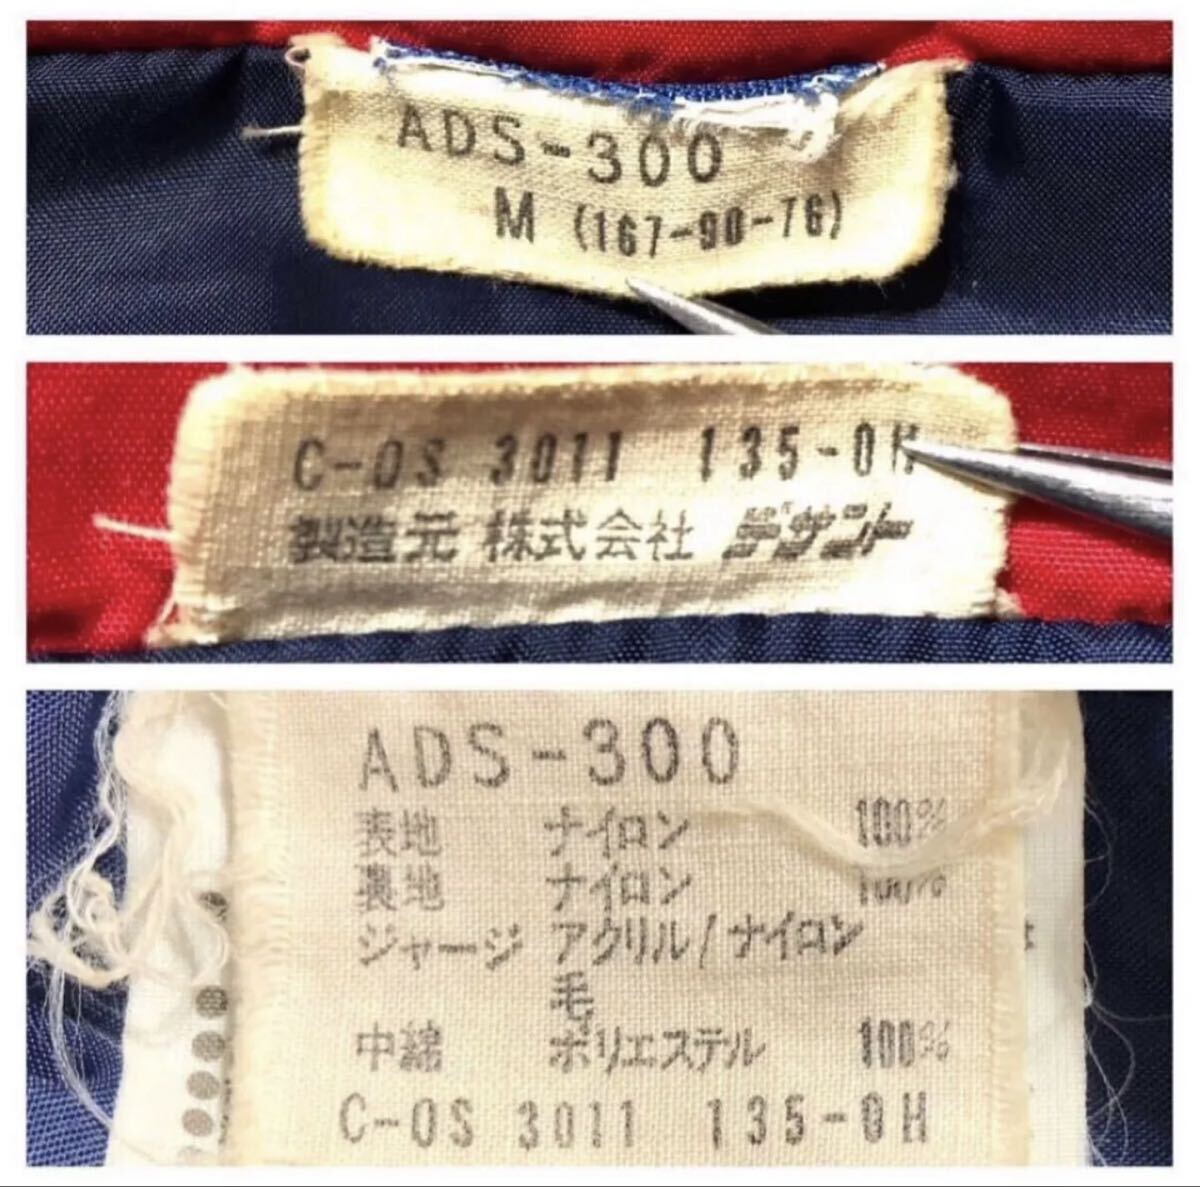 ADS-300
M (167-90-76)
C-OS 3011 135-0H
製造元 株式会社 デサント
ADS-300
表地 ナイロン 100%
裏地 ナイロン 100%
ジャージ アクリル/ナイロン
毛
中綿 ポリエステル 100%
C-OS 3011 135-0H